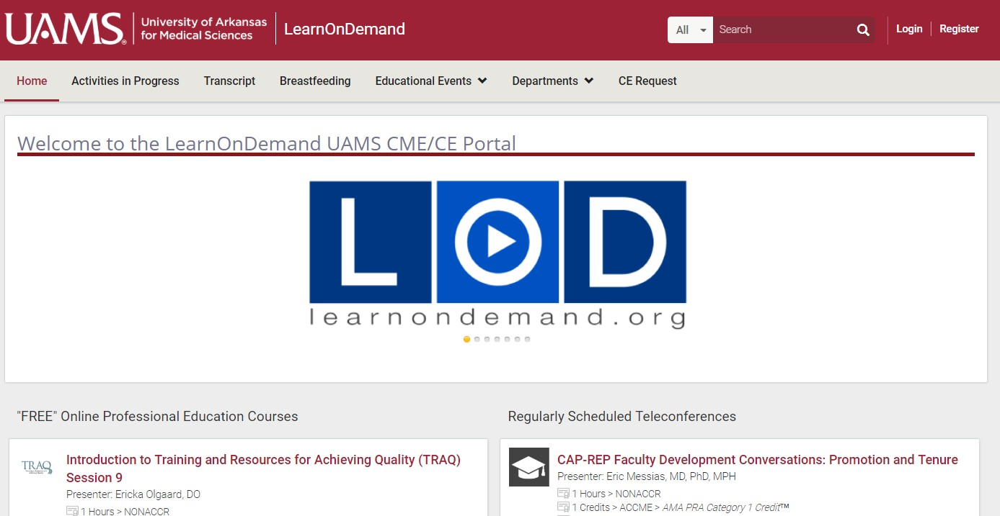 UAMS®
University of Arkansas
for Medical Sciences
LearnOnDemand
All
Search
Login
Register
Home
Activities in Progress
Transcript
Breastfeeding
Educational Events
Departments
CE Request
Welcome to the LearnOnDemand UAMS CME/CE Portal
LOD
learnondemand.org
"FREE" Online Professional Education Courses
TRAQ
Introduction to Training and Resources for Achieving Quality (TRAQ)
Session 9
Presenter: Ericka Olgaard, DO
1 Hours > NONACCR
Regularly Scheduled Teleconferences
CAP-REP Faculty Development Conversations: Promotion and Tenure
Presenter: Eric Messias, MD, PhD, MPH
1 Hours > NONACCR
1 Credits > ACCME > AMA PRA Category 1 Credit™